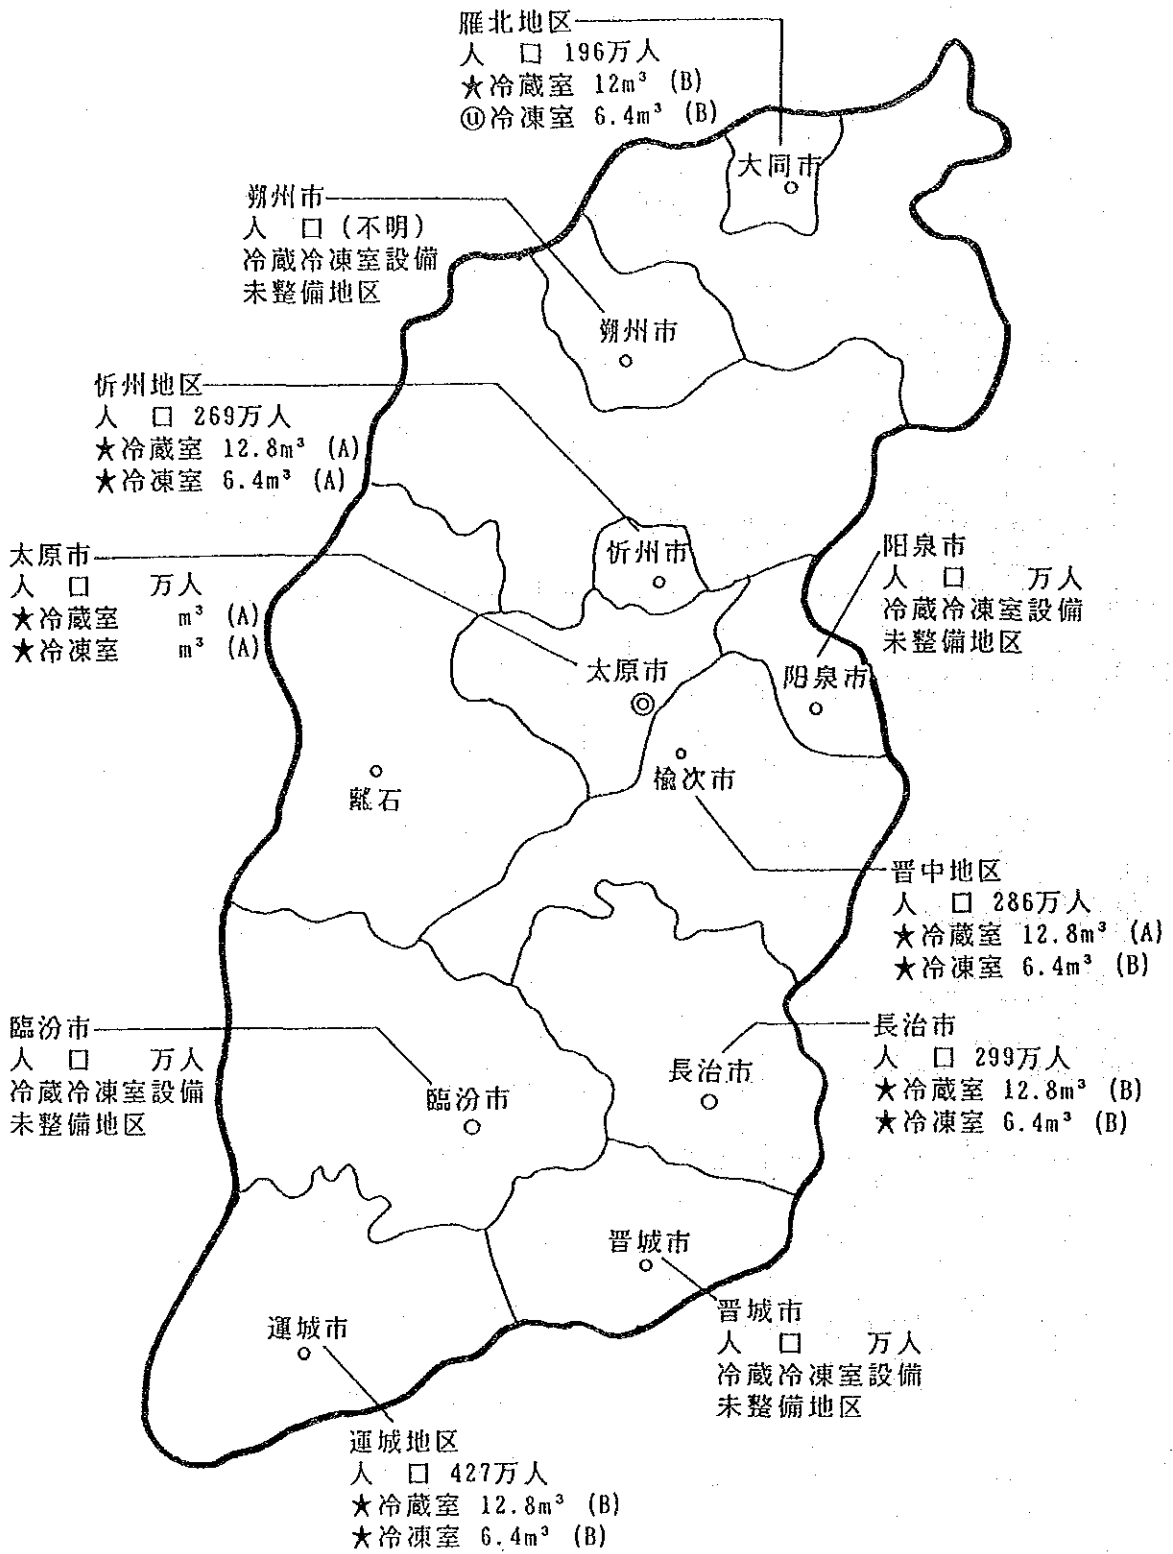 雁北地区
人　口 196万人
★冷蔵室 12m³ (B)
ⓤ冷凍室 6.4m³ (B)
大同市
朔州市
人　口 (不明)
冷蔵冷凍室設備
未整備地区
朔州市
忻州地区
人　口 269万人
★冷蔵室 12.8m³ (A)
★冷凍室 6.4m³ (A)
忻州市
太原市
人　口　　万人
★冷蔵室　　m³ (A)
★冷凍室　　m³ (A)
阳泉市
人　口　　万人
冷蔵冷凍室設備
未整備地区
太原市
阳泉市
石
楡次市
晋中地区
人　口 286万人
★冷蔵室 12.8m³ (A)
★冷凍室 6.4m³ (B)
臨汾市
人　口　　万人
冷蔵冷凍室設備
未整備地区
臨汾市
長治市
人　口 299万人
★冷蔵室 12.8m³ (B)
★冷凍室 6.4m³ (B)
長治市
晋城市
晋城市
人　口　　万人
冷蔵冷凍室設備
未整備地区
運城市
運城地区
人　口 427万人
★冷蔵室 12.8m³ (B)
★冷凍室 6.4m³ (B)